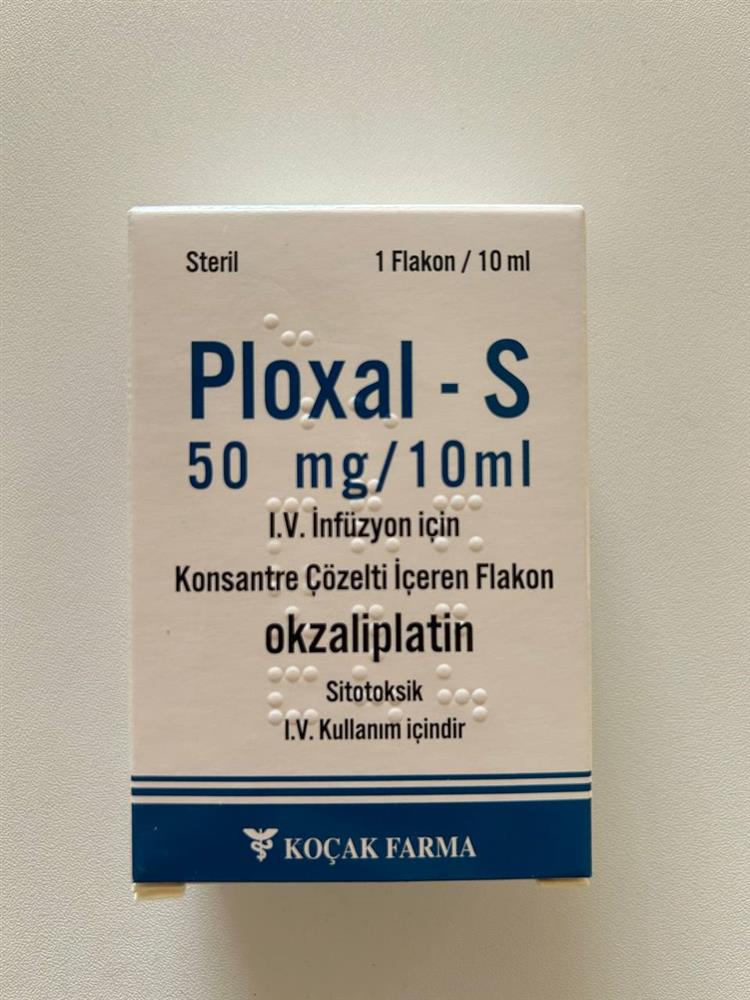 Steril 1 Flakon / 10 ml
Ploxal - S
50 mg/10ml
I.V. İnfüzyon için
Konsantre Çözelti İçeren Flakon
okzaliplatin
Sitotoksik
I.V. Kullanım içindir
KOÇAK FARMA